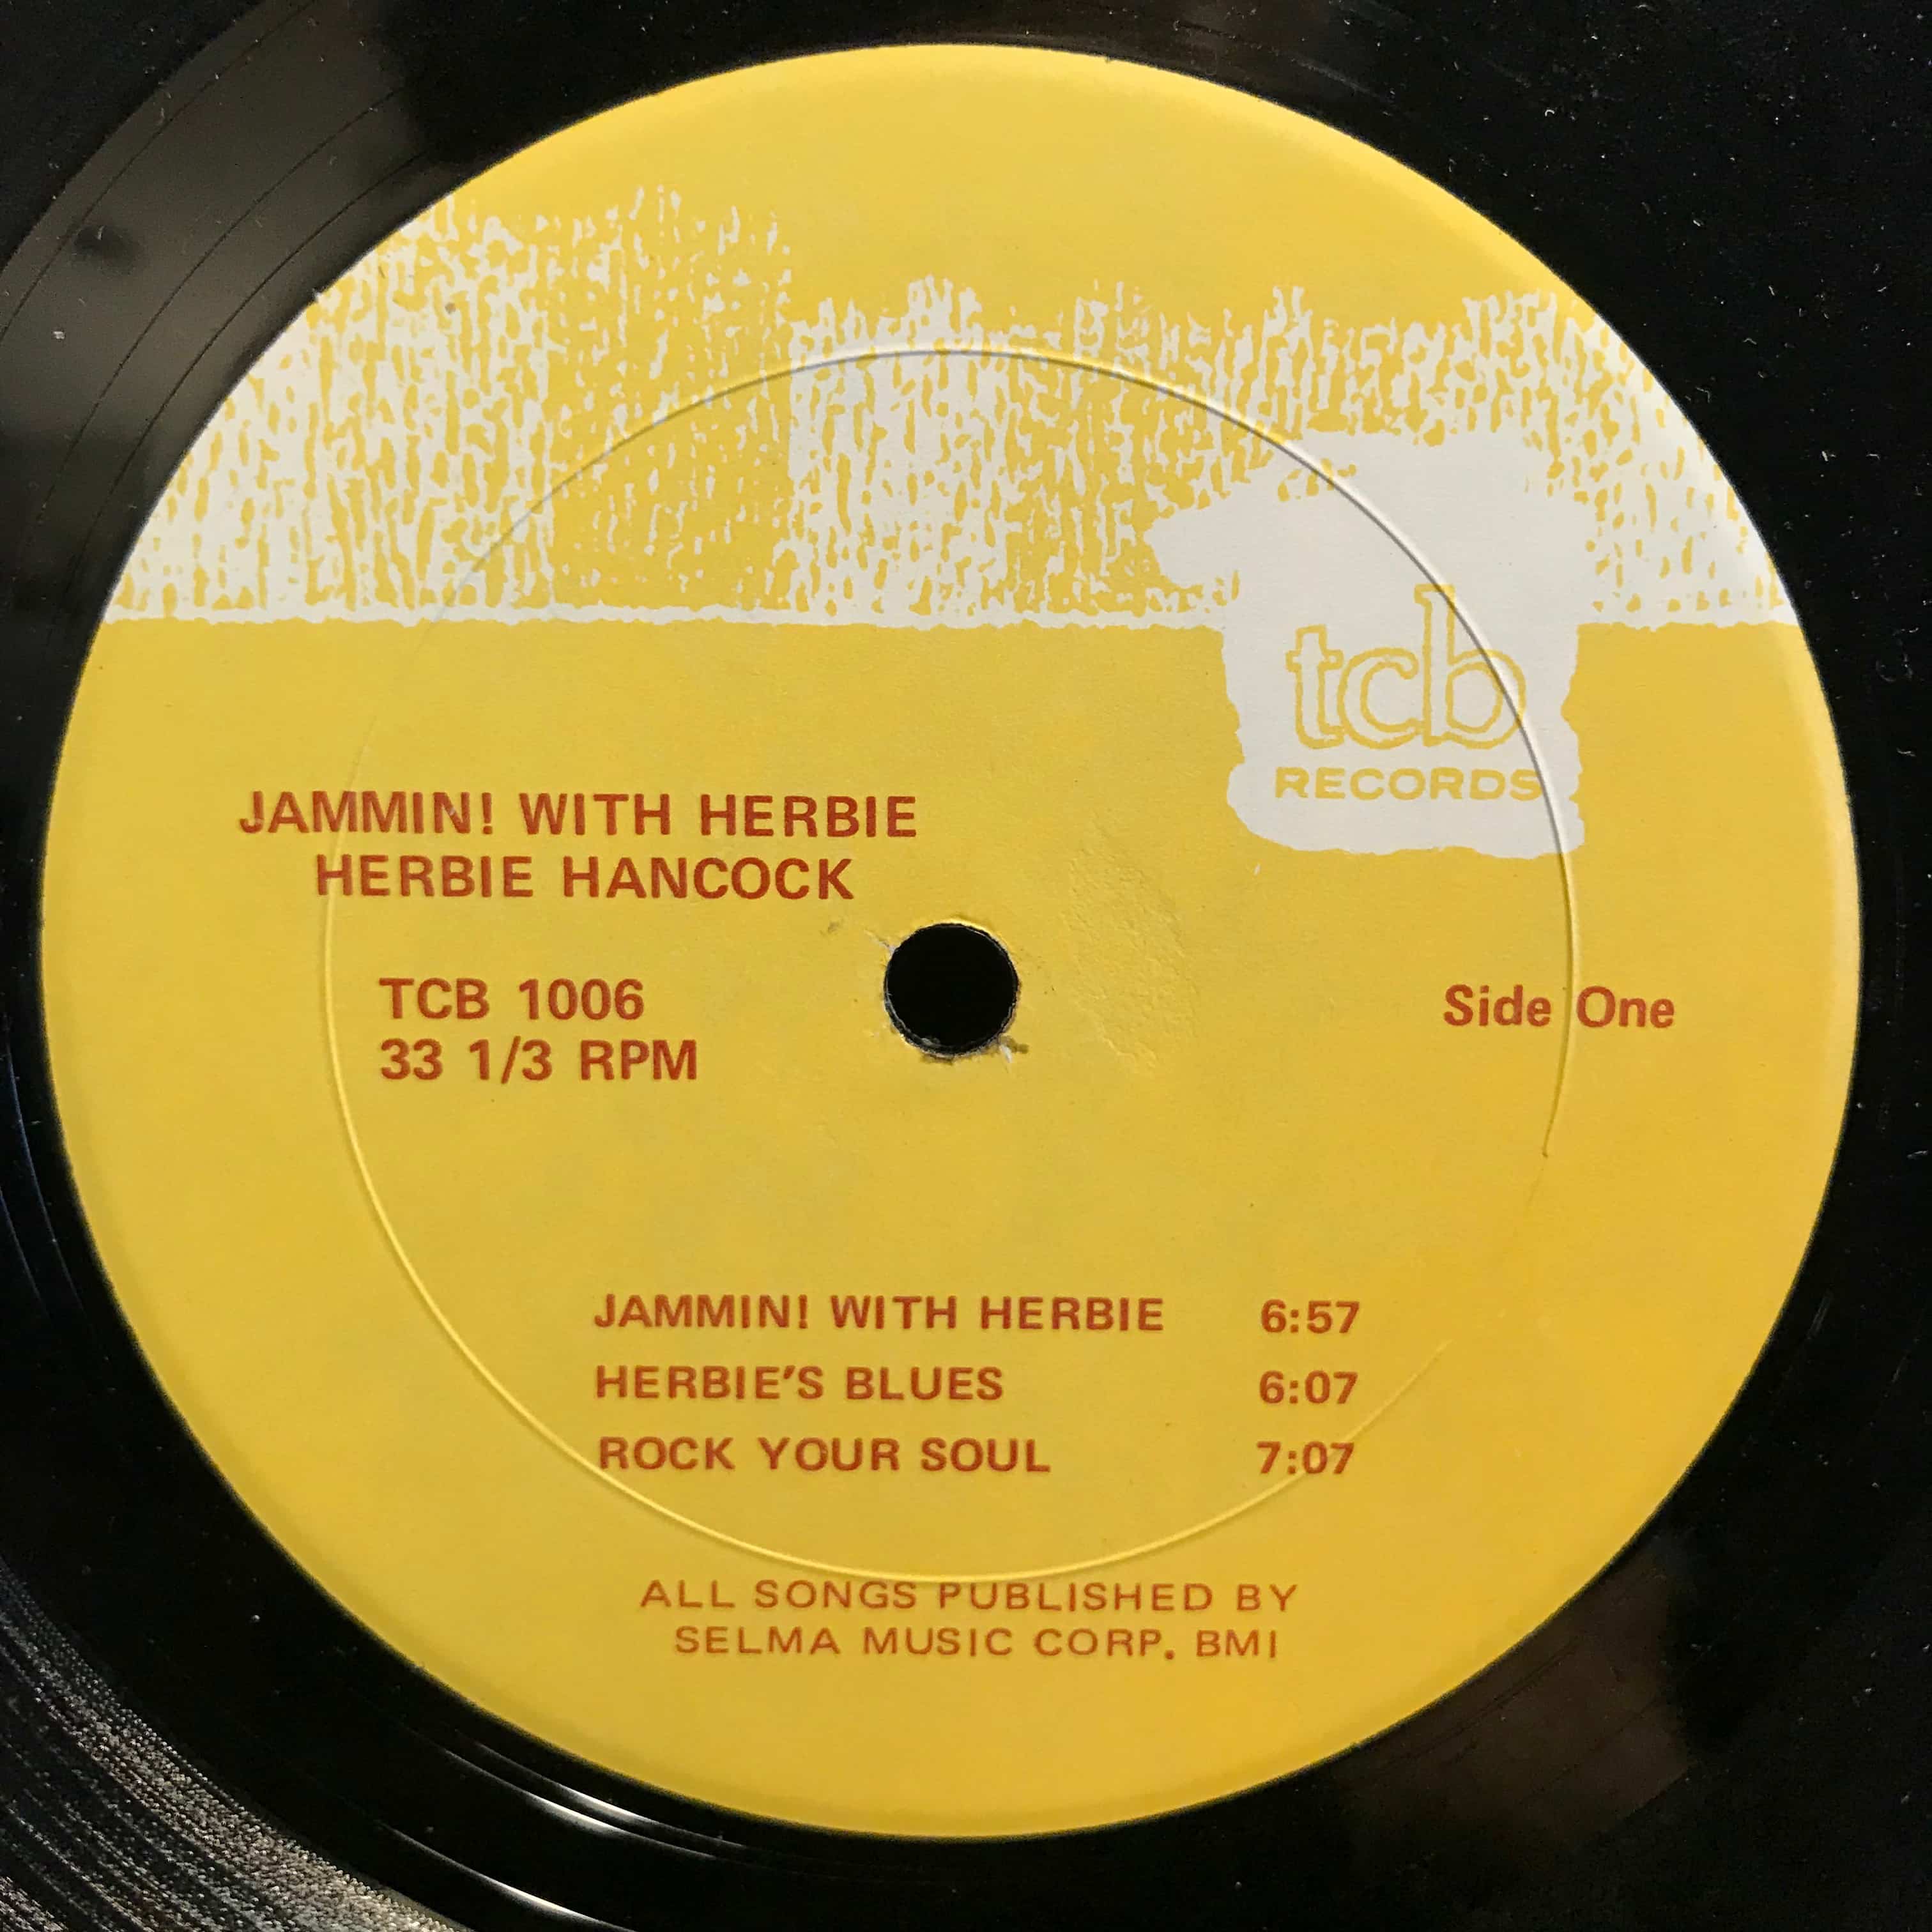 tcb
RECORDS
JAMMIN! WITH HERBIE
HERBIE HANCOCK
TCB 1006
33 1/3 RPM
Side One
JAMMIN! WITH HERBIE 6:57
HERBIE'S BLUES 6:07
ROCK YOUR SOUL 7:07
ALL SONGS PUBLISHED BY
SELMA MUSIC CORP. BMI